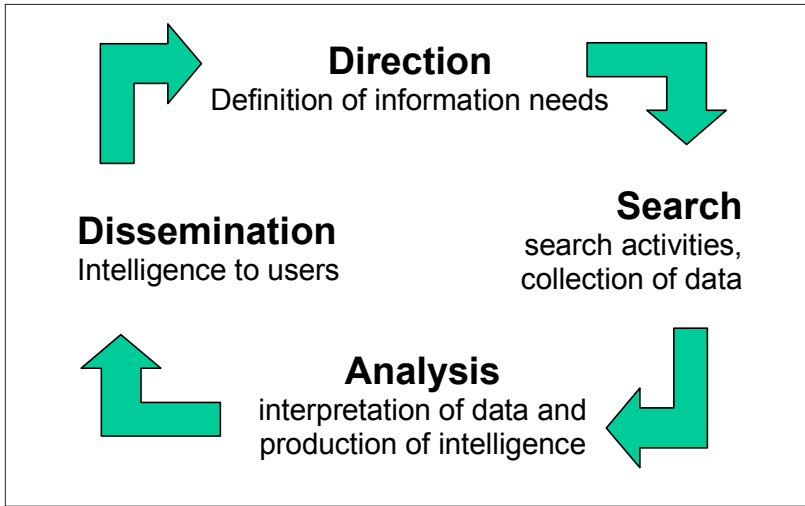 Direction
Definition of information needs
Search
search activities,
collection of data
Analysis
interpretation of data and
production of intelligence
Dissemination
Intelligence to users